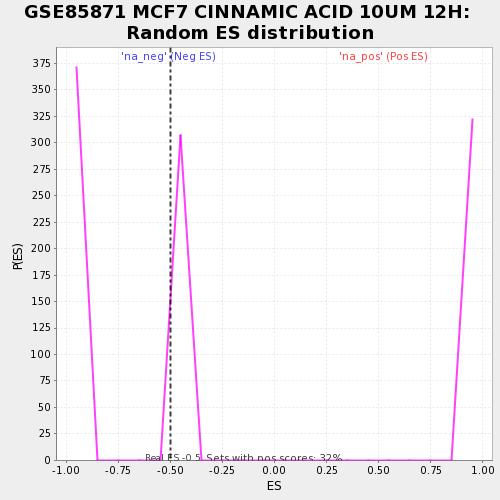 GSE85871 MCF7 CINNAMIC ACID 10UM 12H:
Random ES distribution
'na_neg' (Neg ES)
'na_pos' (Pos ES)
375
350
325
300
275
250
225
200
175
150
125
100
75
50
25
0
P(ES)
Real ES -0.5, Sets with pos scores: 32%
-1.00 -0.75 -0.50 -0.25 0.00 0.25 0.50 0.75 1.00
ES